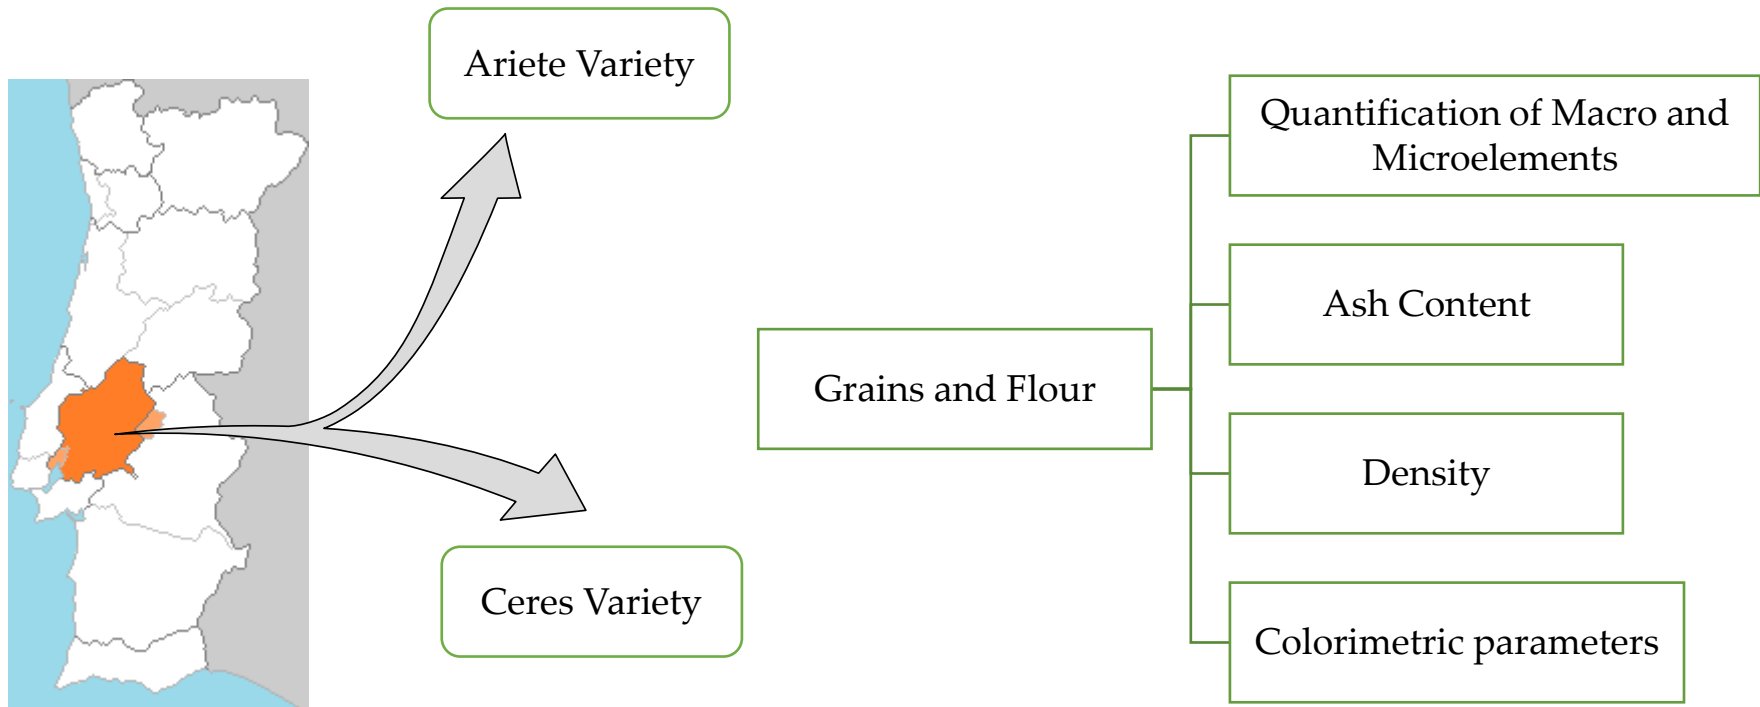 Ariete Variety
Ceres Variety
Grains and Flour
Quantification of Macro and
Microelements
Ash Content
Density
Colorimetric parameters